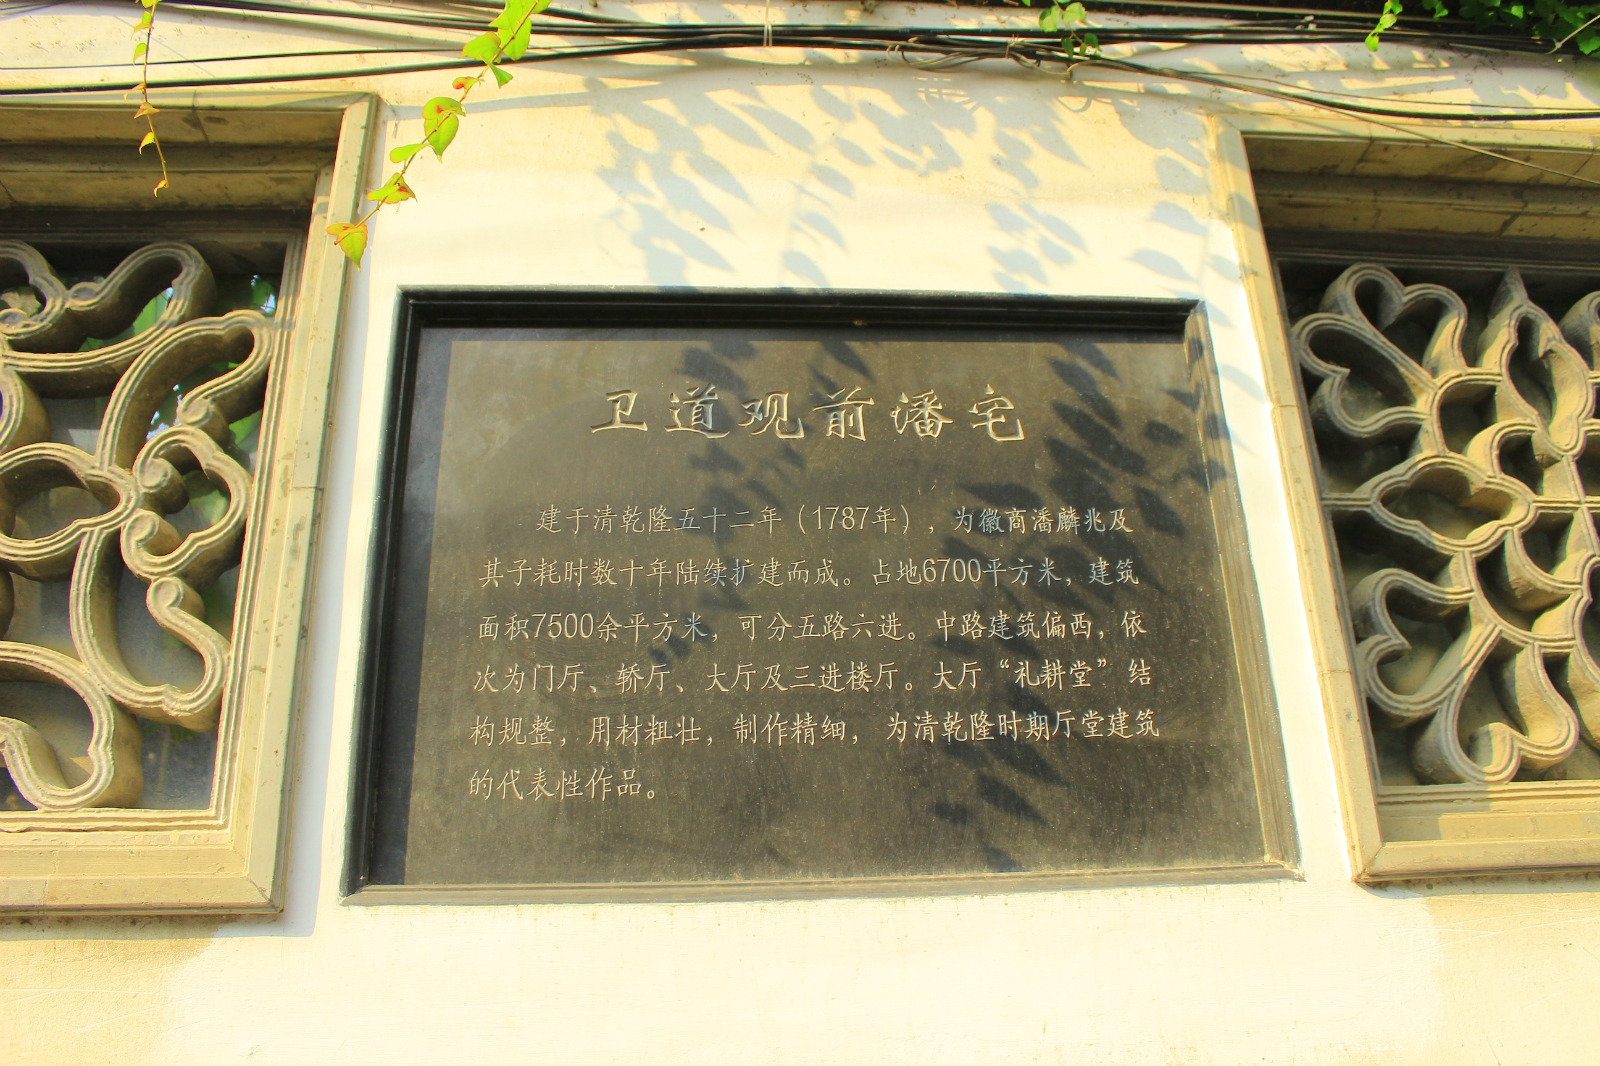 卫道观前潘宅
建于清乾隆五十二年（1787年），为徽商潘麟兆及
其子耗时数十年陆续扩建而成。占地6700平方米，建筑
面积7500余平方米，可分五路六进。中路建筑偏西，依
次为门厅、轿厅、大厅及三进楼厅。大厅“礼耕堂”结
构规整，用材粗壮，制作精细，为清乾隆时期厅堂建筑
的代表性作品。